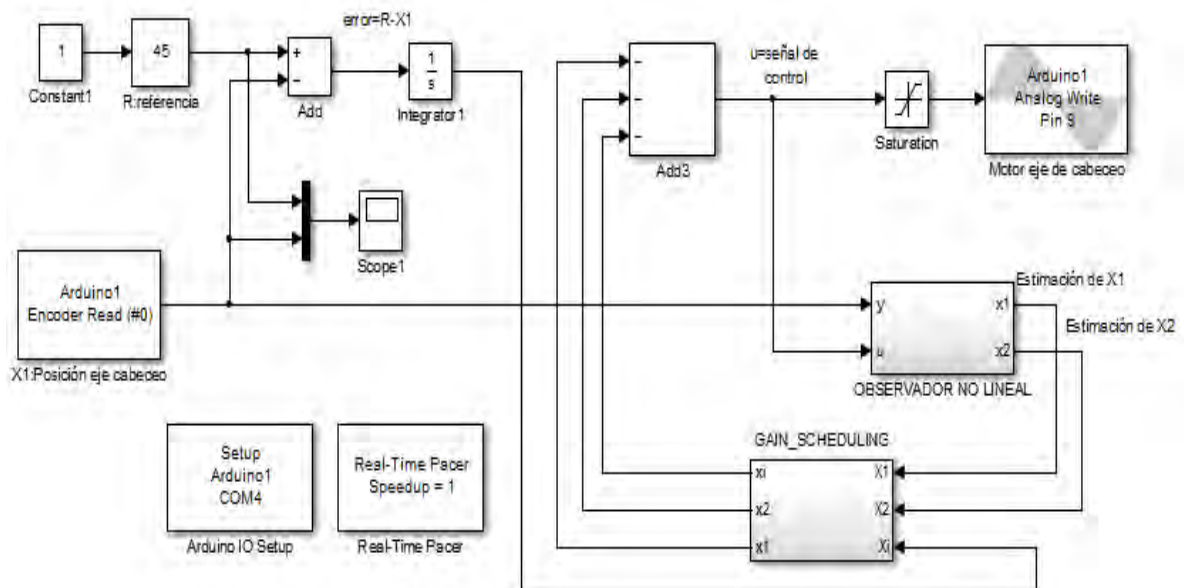 error=R-X1
1
Constant1
45
R:referencia
+
−
Add
1
s
Integrator1
-
-
-
Add3
u=señal de
control
Saturation
Arduino1
Analog Write
Pin 9
Motor eje de cabeceo
Scope1
Arduino1
Encoder Read (#0)
X1:Posición eje cabeceo
y
u
x1
x2
OBSERVADOR NO LINEAL
Estimación de X1
Estimación de X2
Setup
Arduino1
COM4
Arduino IO Setup
Real-Time Pacer
Speedup = 1
Real-Time Pacer
GAIN_SCHEDULING
xi
x2
x1
X1
X2
Xi